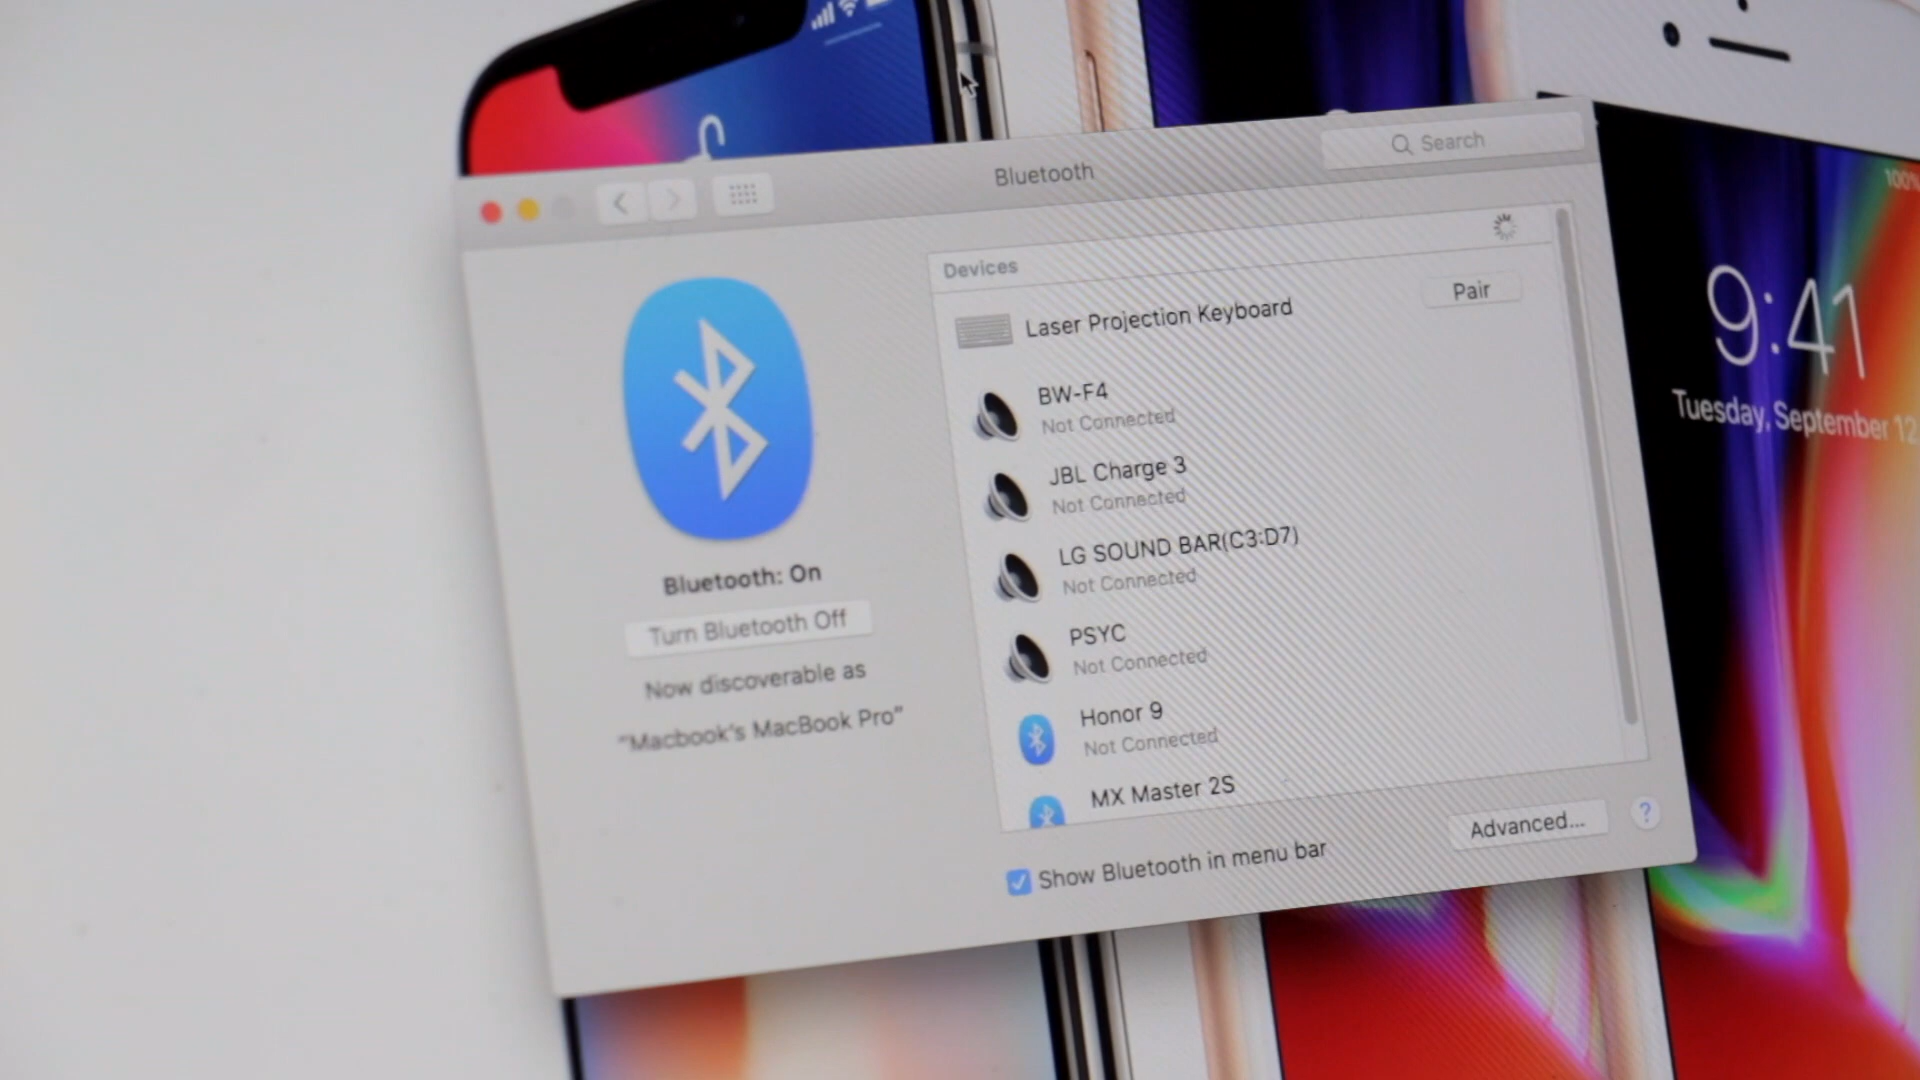 Bluetooth
Search
Devices
Laser Projection Keyboard
Pair
BW-F4
Not Connected
JBL Charge 3
Not Connected
LG SOUND BAR(C3:D7)
Not Connected
PSYC
Not Connected
Honor 9
Not Connected
MX Master 2S
Bluetooth: On
Turn Bluetooth Off
Now discoverable as
"Macbook's MacBook Pro"
Show Bluetooth in menu bar
Advanced...
?
100%
9:41
Tuesday, September 12